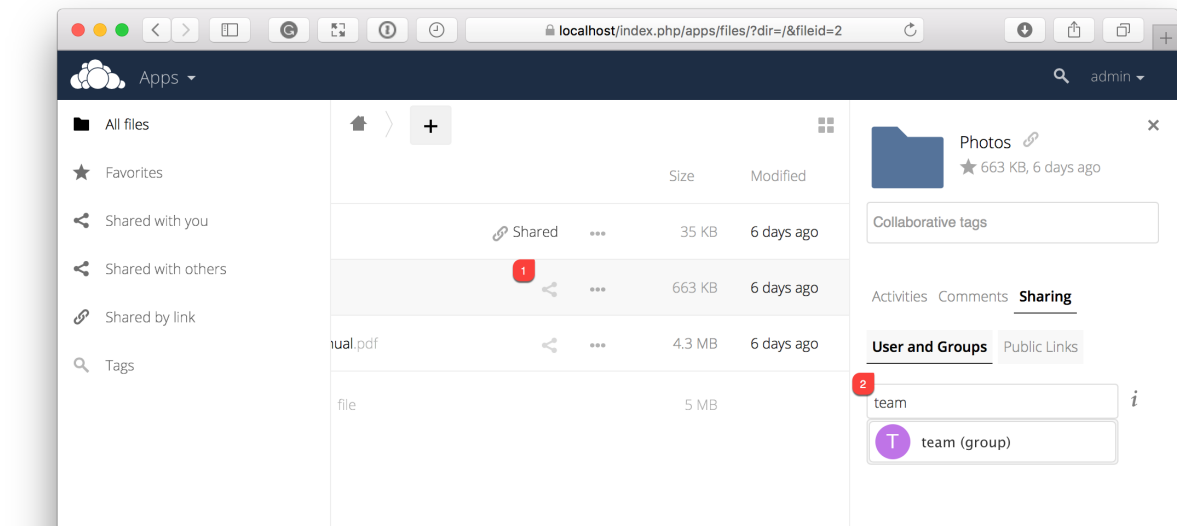 localhost/index.php/apps/files/?dir=/&fileid=2
Apps
admin
All files
Favorites
Shared with you
Shared with others
Shared by link
Tags
+
Size Modified
Shared 35 KB 6 days ago
1
663 KB 6 days ago
nual.pdf 4.3 MB 6 days ago
file 5 MB
Photos
663 KB, 6 days ago
Collaborative tags
Activities Comments Sharing
User and Groups Public Links
2
team
i
T team (group)